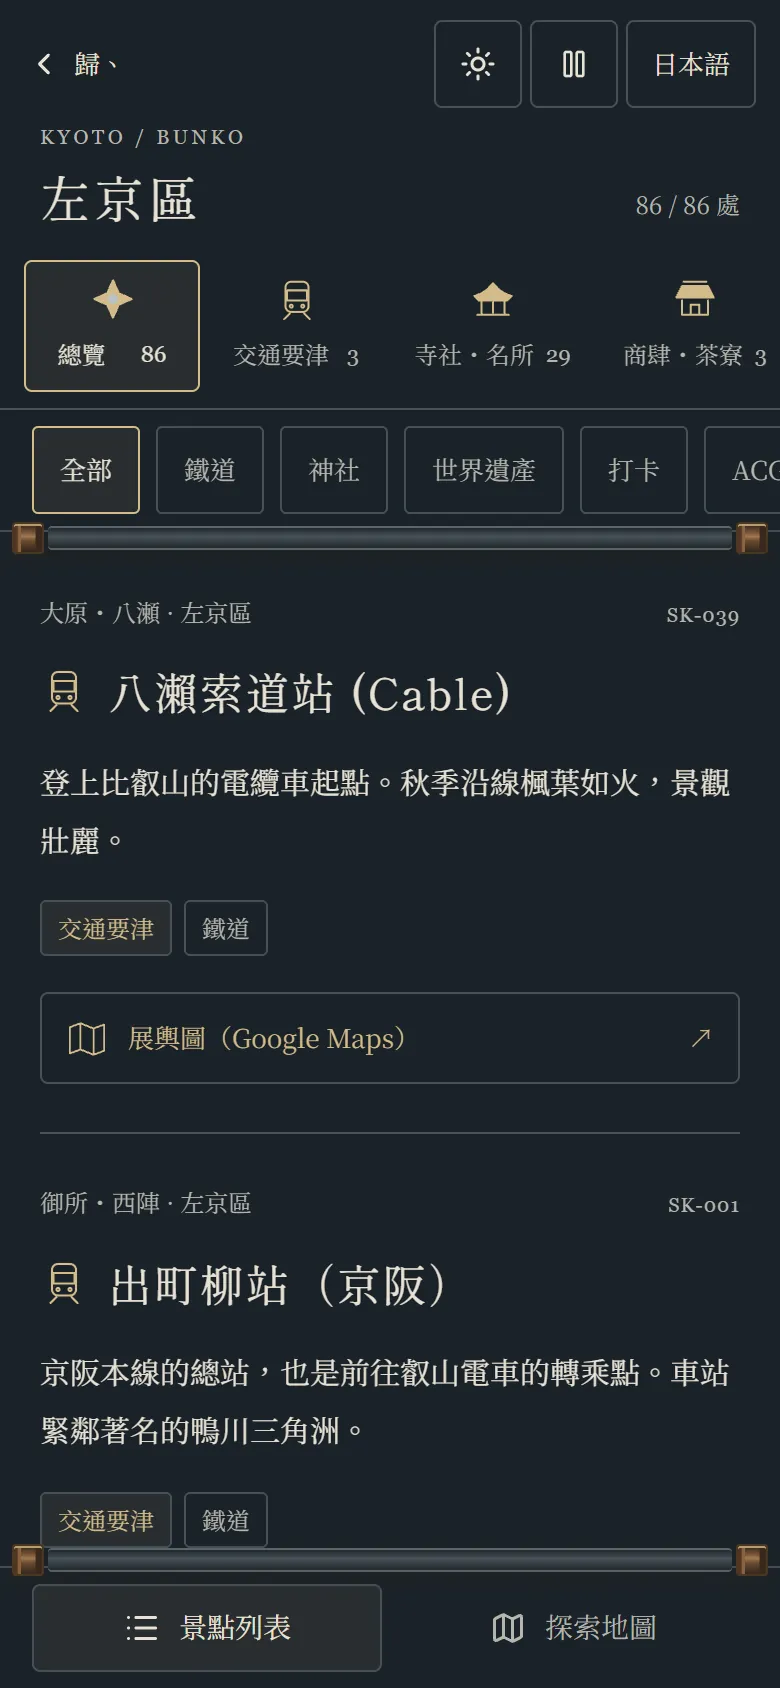 歸、
日本語
KYOTO / BUNKO
左京區
86 / 86 處
總覽 86
交通要津 3
寺社・名所 29
商肆・茶寮 3
全部
鐵道
神社
世界遺產
打卡
大原・八瀨 · 左京區
SK-039
八瀨索道站 (Cable)
登上比叡山的電纜車起點。秋季沿線楓葉如火，景觀
壯麗。
交通要津
鐵道
展輿圖（Google Maps）
御所・西陣 · 左京區
SK-001
出町柳站（京阪）
京阪本線的總站，也是前往叡山電車的轉乘點。車站
緊鄰著名的鴨川三角洲。
交通要津
鐵道
景點列表
探索地圖